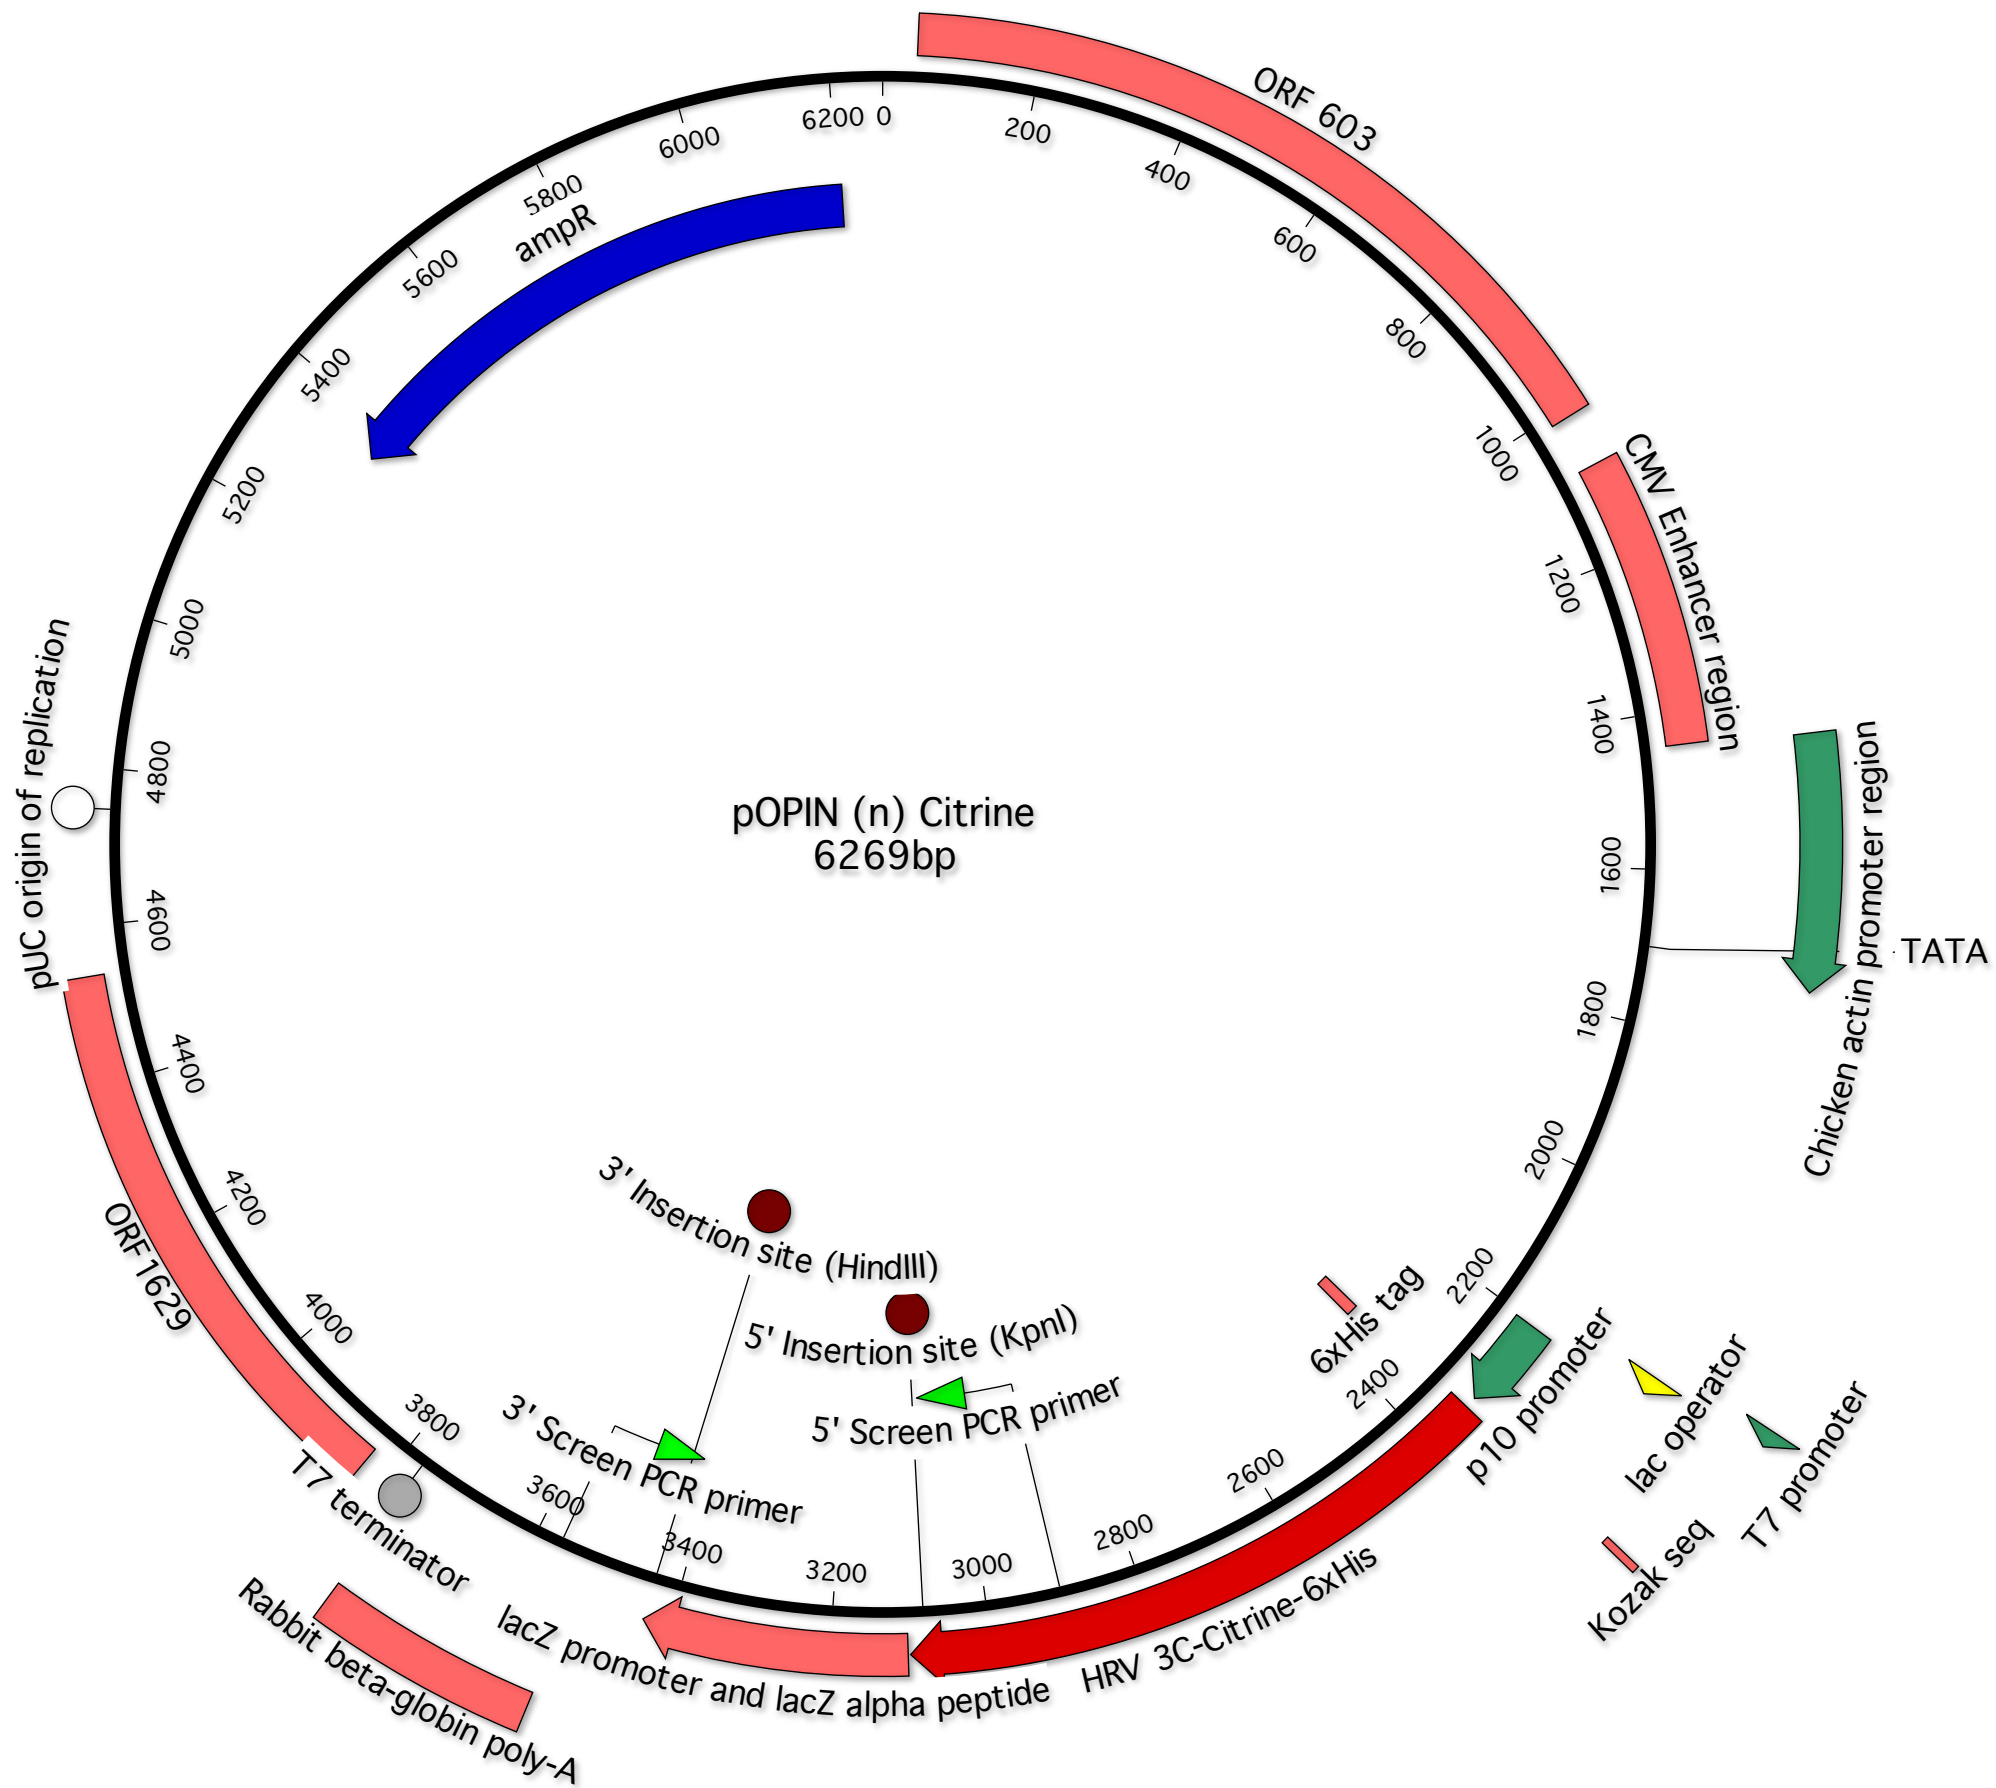 ORF 603
6200
0
200
400
600
800
1000
1200
1400
1600
1800
2000
2200
2400
2600
2800
3000
3200
3400
3600
3800
4000
4200
4400
4600
4800
5000
5200
5400
5600
5800
6000
ampR
CMV Enhancer region
Chicken actin promoter region
TATA
pOPIN (n) Citrine
6269bp
pUC origin of replication
ORF1629
3' Insertion site (HindIII)
5' Insertion site (KpnI)
5' Screen PCR primer
3' Screen PCR primer
6xHis tag
p10 promoter
lac operator
T7 promoter
Kozak seq
HRV 3C-Citrine-6xHis
lacZ promoter and lacZ alpha peptide
T7 terminator
Rabbit beta-globin poly-A